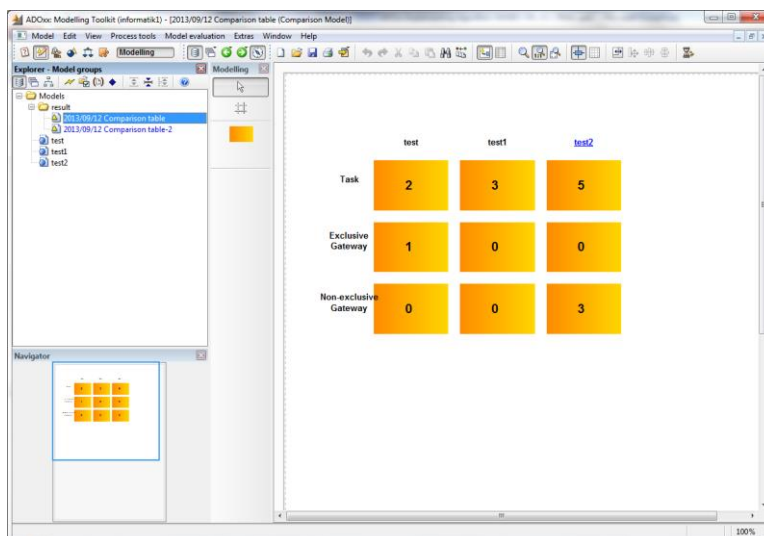 ADOxx: Modelling Toolkit (informatik1) - [2013/09/12 Comparison table (Comparison Model)]
Model Edit View Process tools Model evaluation Extras Window Help
Modelling
Explorer - Model groups
Modelling
Models
result
2013/09/12 Comparison table
2013/09/12 Comparison table-2
test
test1
test2
test test1 test2
Task 2 3 5
Exclusive
Gateway 1 0 0
Non-exclusive
Gateway 0 0 3
Navigator
100%